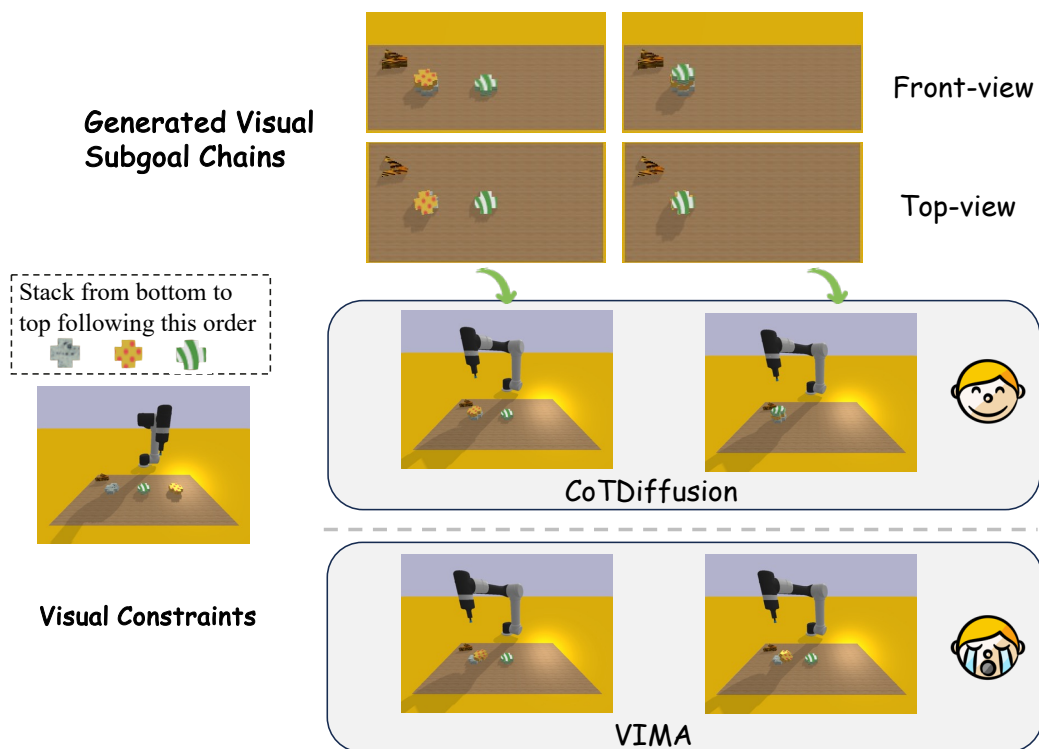 Generated Visual
Subgoal Chains
Front-view
Top-view
Stack from bottom to
top following this order
CoTDiffusion
Visual Constraints
VIMA